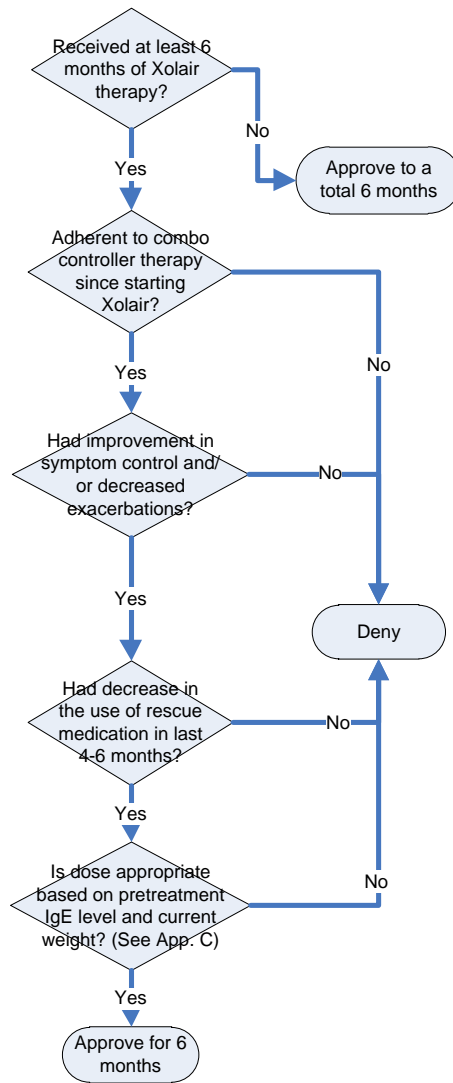 Received at least 6
months of Xolair
therapy?
No
Yes
Approve to a
total 6 months
Adherent to combo
controller therapy
since starting
Xolair?
No
Yes
Had improvement in
symptom control and/
or decreased
exacerbations?
No
Yes
Deny
Had decrease in
the use of rescue
medication in last
4-6 months?
No
Yes
Is dose appropriate
based on pretreatment
IgE level and current
weight? (See App. C)
No
Yes
Approve for 6
months